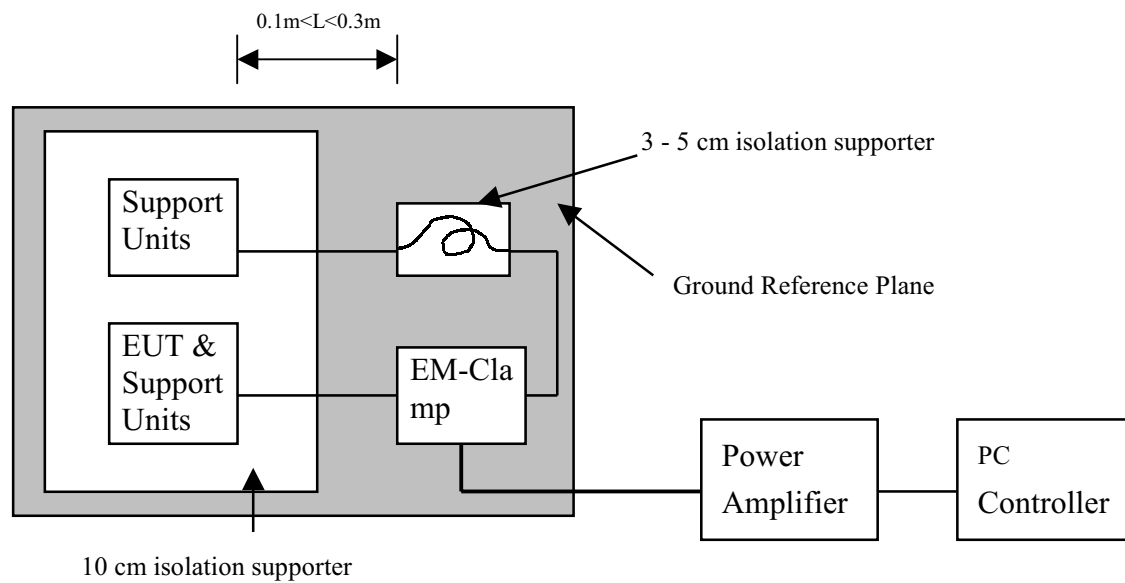 0.1m<L<0.3m
3 - 5 cm isolation supporter
Support
Units
Ground Reference Plane
EUT &
Support
Units
EM-Cla
mp
Power
Amplifier
PC
Controller
10 cm isolation supporter